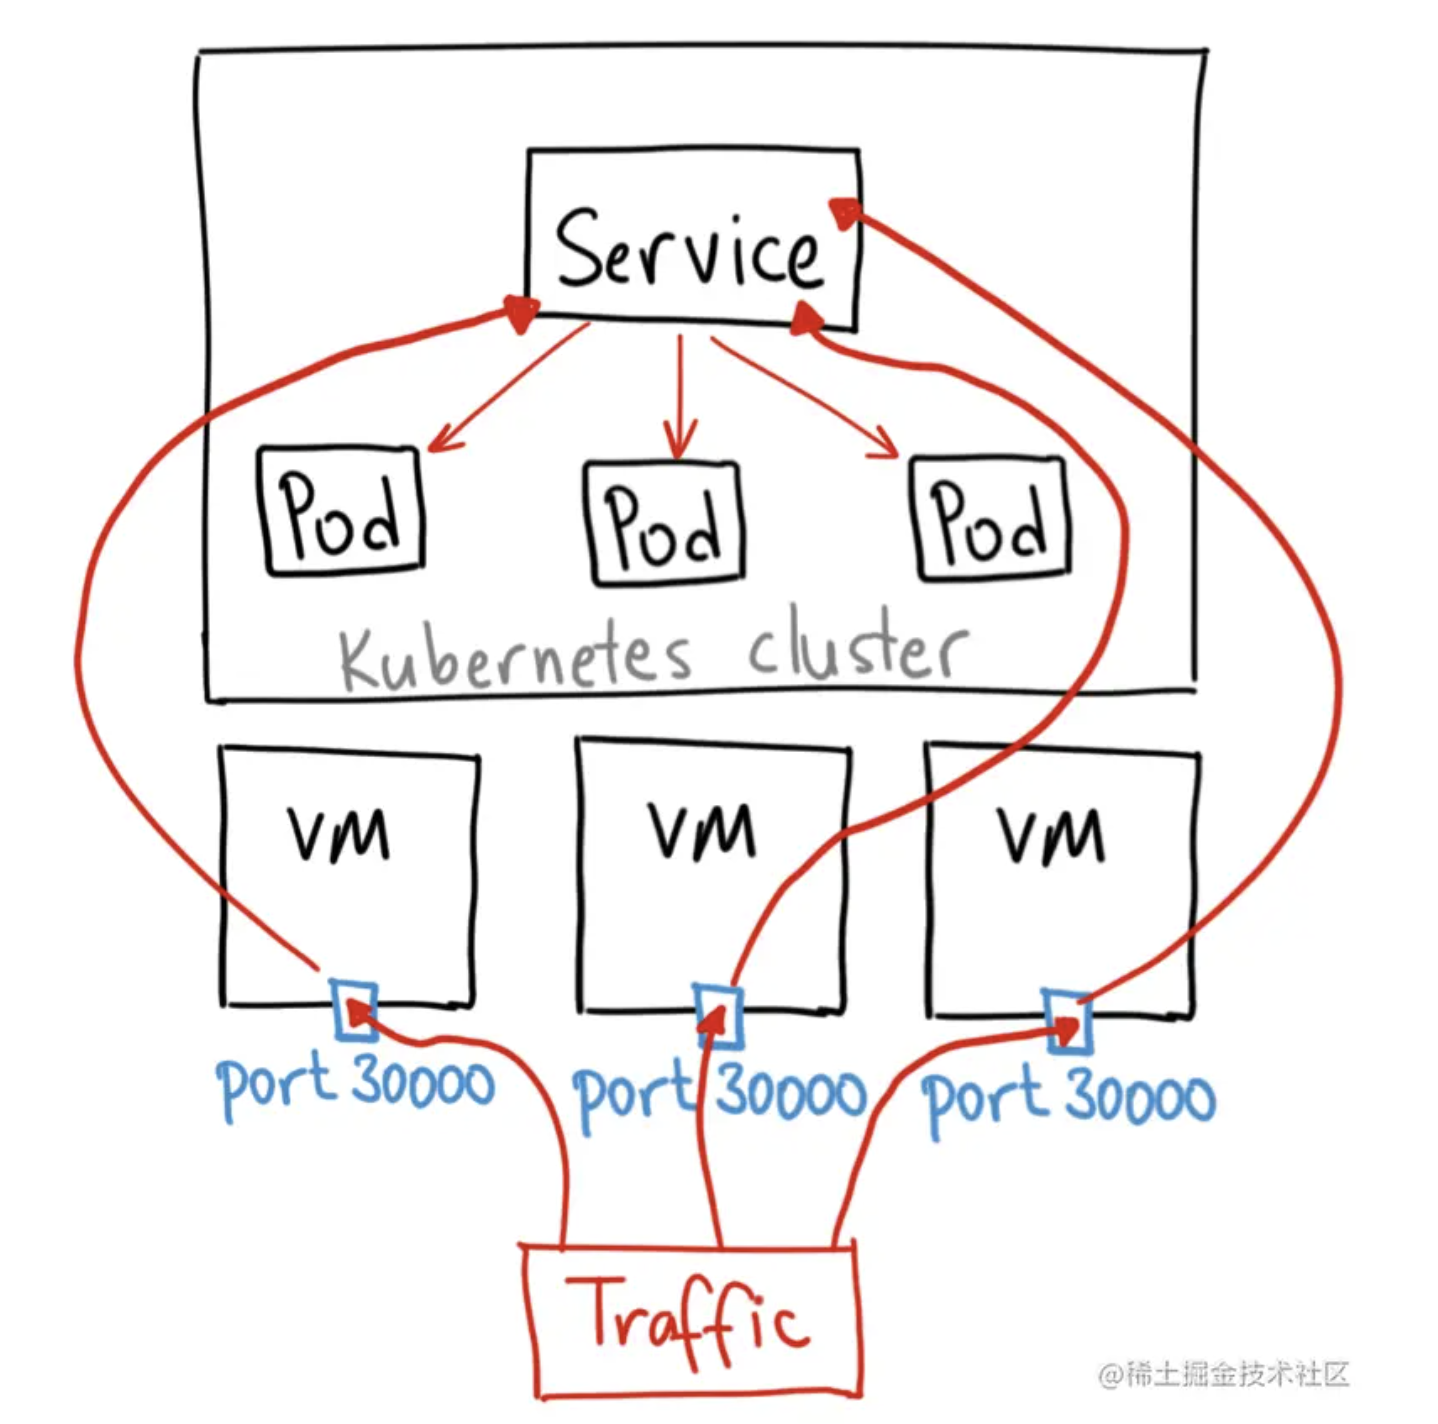 Service
Pod
Pod
Pod
Kubernetes cluster
VM
VM
VM
port 30000
port 30000
port 30000
Traffic
@稀土掘金技术社区